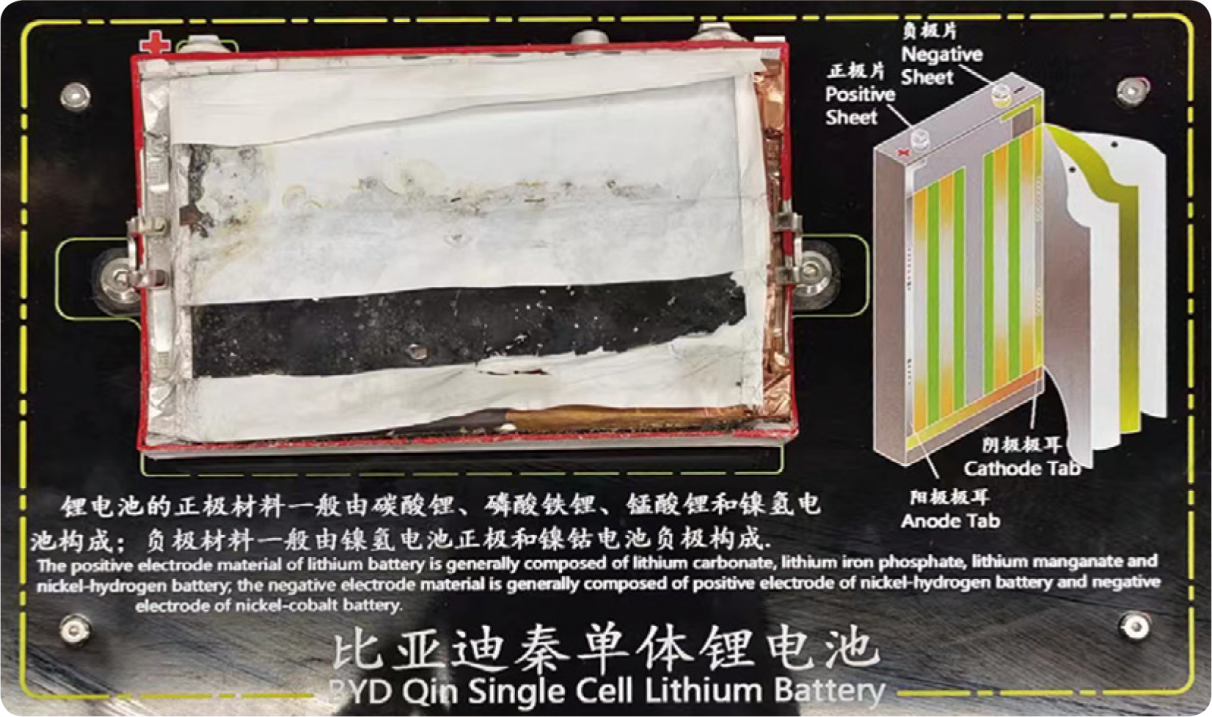 负极片
Negative
Sheet
正极片
Positive
Sheet
阴极极耳
Cathode Tab
阳极极耳
Anode Tab
锂电池的正极材料一般由碳酸锂、磷酸铁锂、锰酸锂和镍氢电
池构成；负极材料一般由镍氢电池正极和镍钴电池负极构成.
The positive electrode material of lithium battery is generally composed of lithium carbonate, lithium iron phosphate, lithium manganate and
nickel-hydrogen battery; the negative electrode material is generally composed of positive electrode of nickel-hydrogen battery and negative
electrode of nickel-cobalt battery.
比亚迪秦单体锂电池
BYD Qin Single Cell Lithium Battery